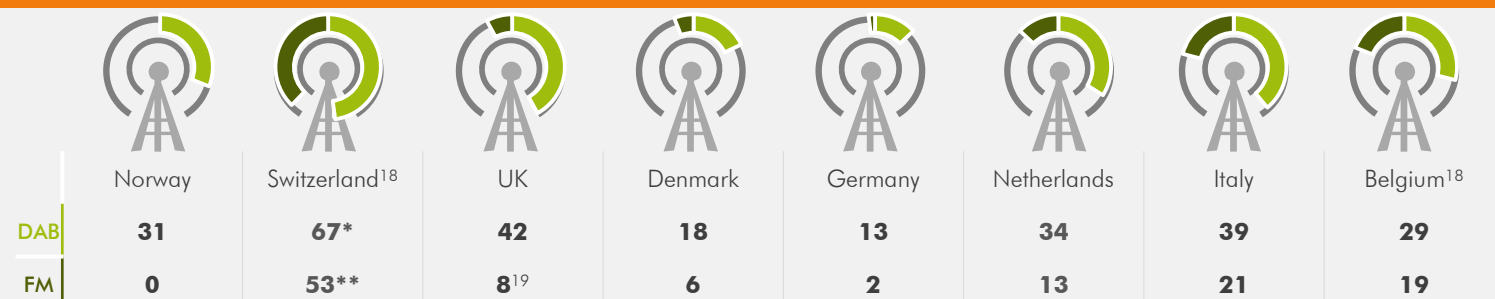 Norway Switzerland18 UK Denmark Germany Netherlands Italy Belgium18
DAB 31 67* 42 18 13 34 39 29
FM 0 53** 819 6 2 13 21 19